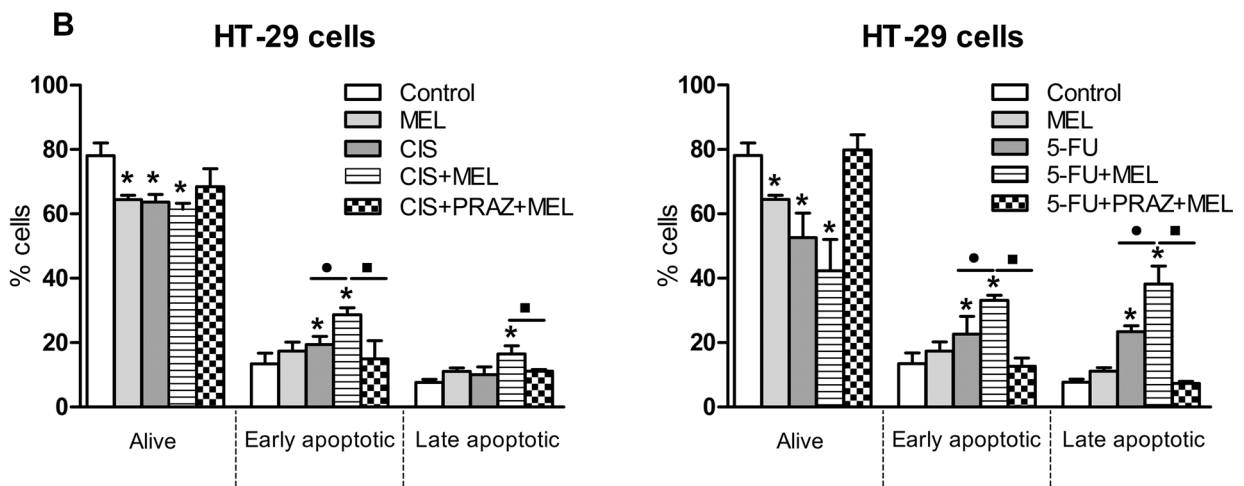 B
HT-29 cells
% cells
100
80
60
40
20
0
Control
MEL
CIS
CIS+MEL
CIS+PRAZ+MEL
* * *
*
*
*
Alive
Early apoptotic
Late apoptotic
HT-29 cells
% cells
100
80
60
40
20
0
Control
MEL
5-FU
5-FU+MEL
5-FU+PRAZ+MEL
*
*
*
*
*
*
*
Alive
Early apoptotic
Late apoptotic